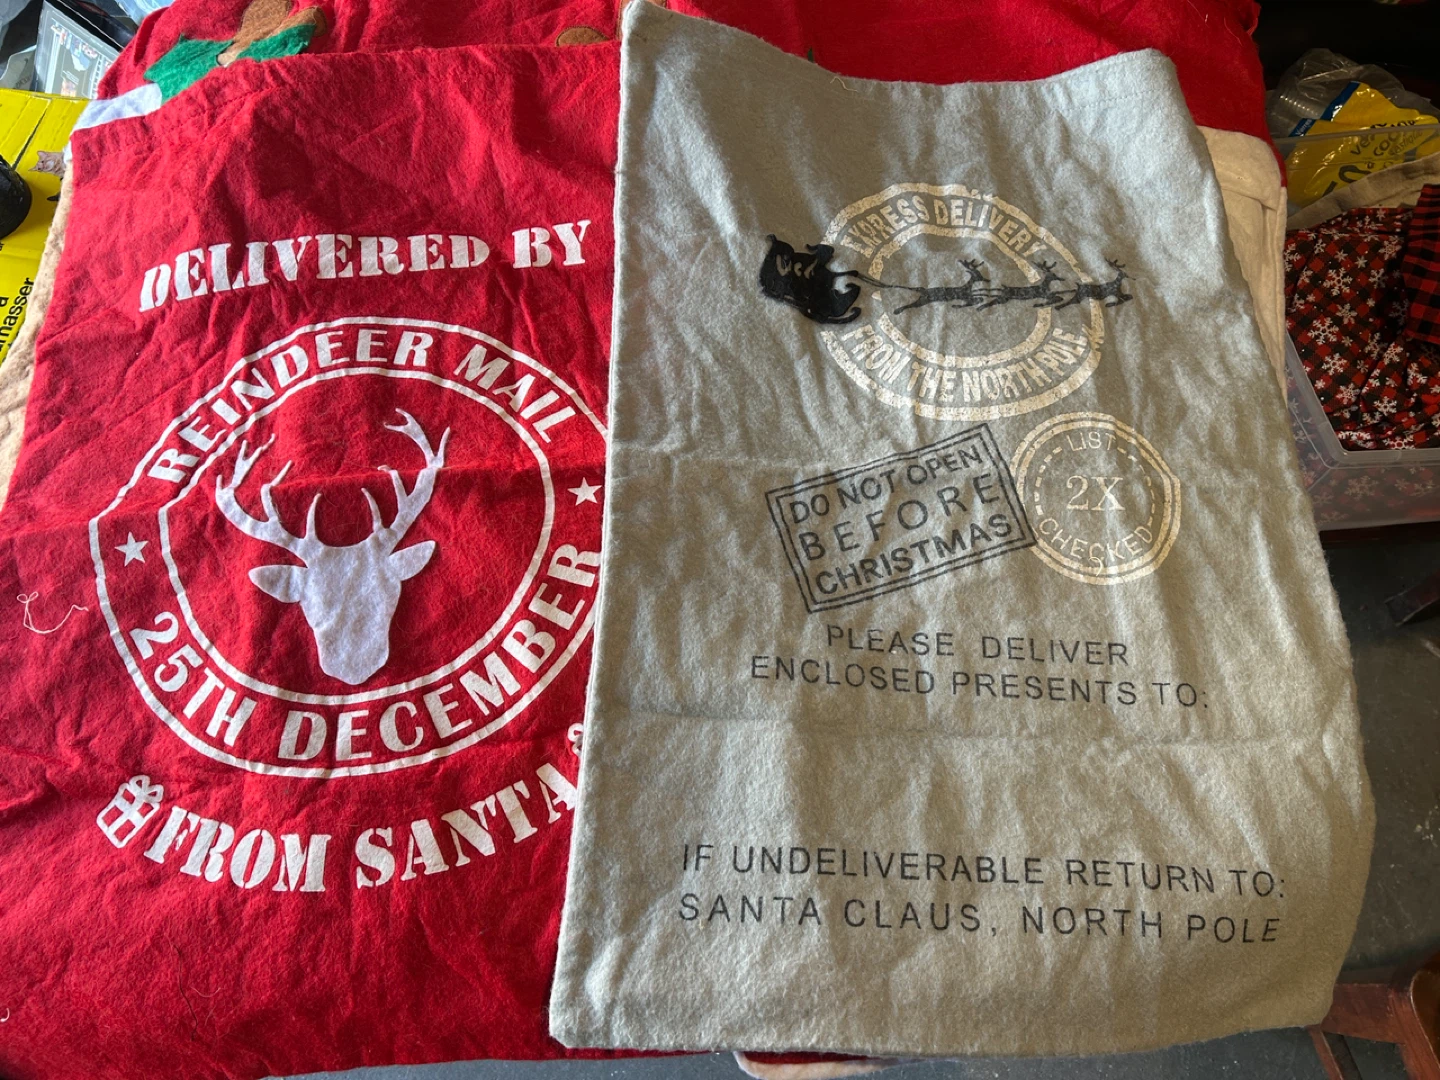 DELIVERED BY
REINDEER MAIL
25TH DECEMBER
FROM SANTA
EXPRESS DELIVERY
FROM THE NORTH POLE
DO NOT OPEN
BEFORE
CHRISTMAS
LIST
2X
CHECKED
PLEASE DELIVER
ENCLOSED PRESENTS TO:
IF UNDELIVERABLE RETURN TO:
SANTA CLAUS, NORTH POLE